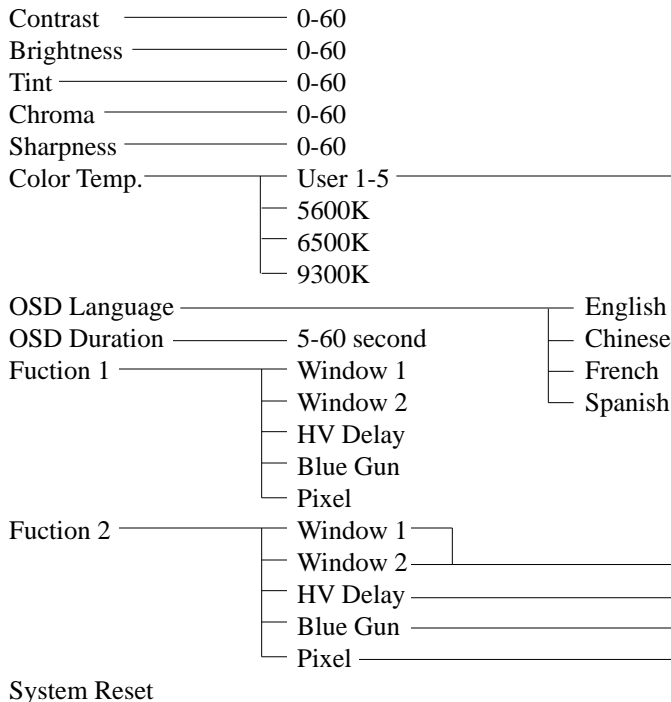 Contrast 0-60
Brightness 0-60
Tint 0-60
Chroma 0-60
Sharpness 0-60
Color Temp. User 1-5
5600K
6500K
9300K
OSD Language English
OSD Duration 5-60 second Chinese
Fuction 1 Window 1 French
Window 2 Spanish
HV Delay
Blue Gun
Pixel
Fuction 2 Window 1
Window 2
HV Delay
Blue Gun
Pixel
System Reset